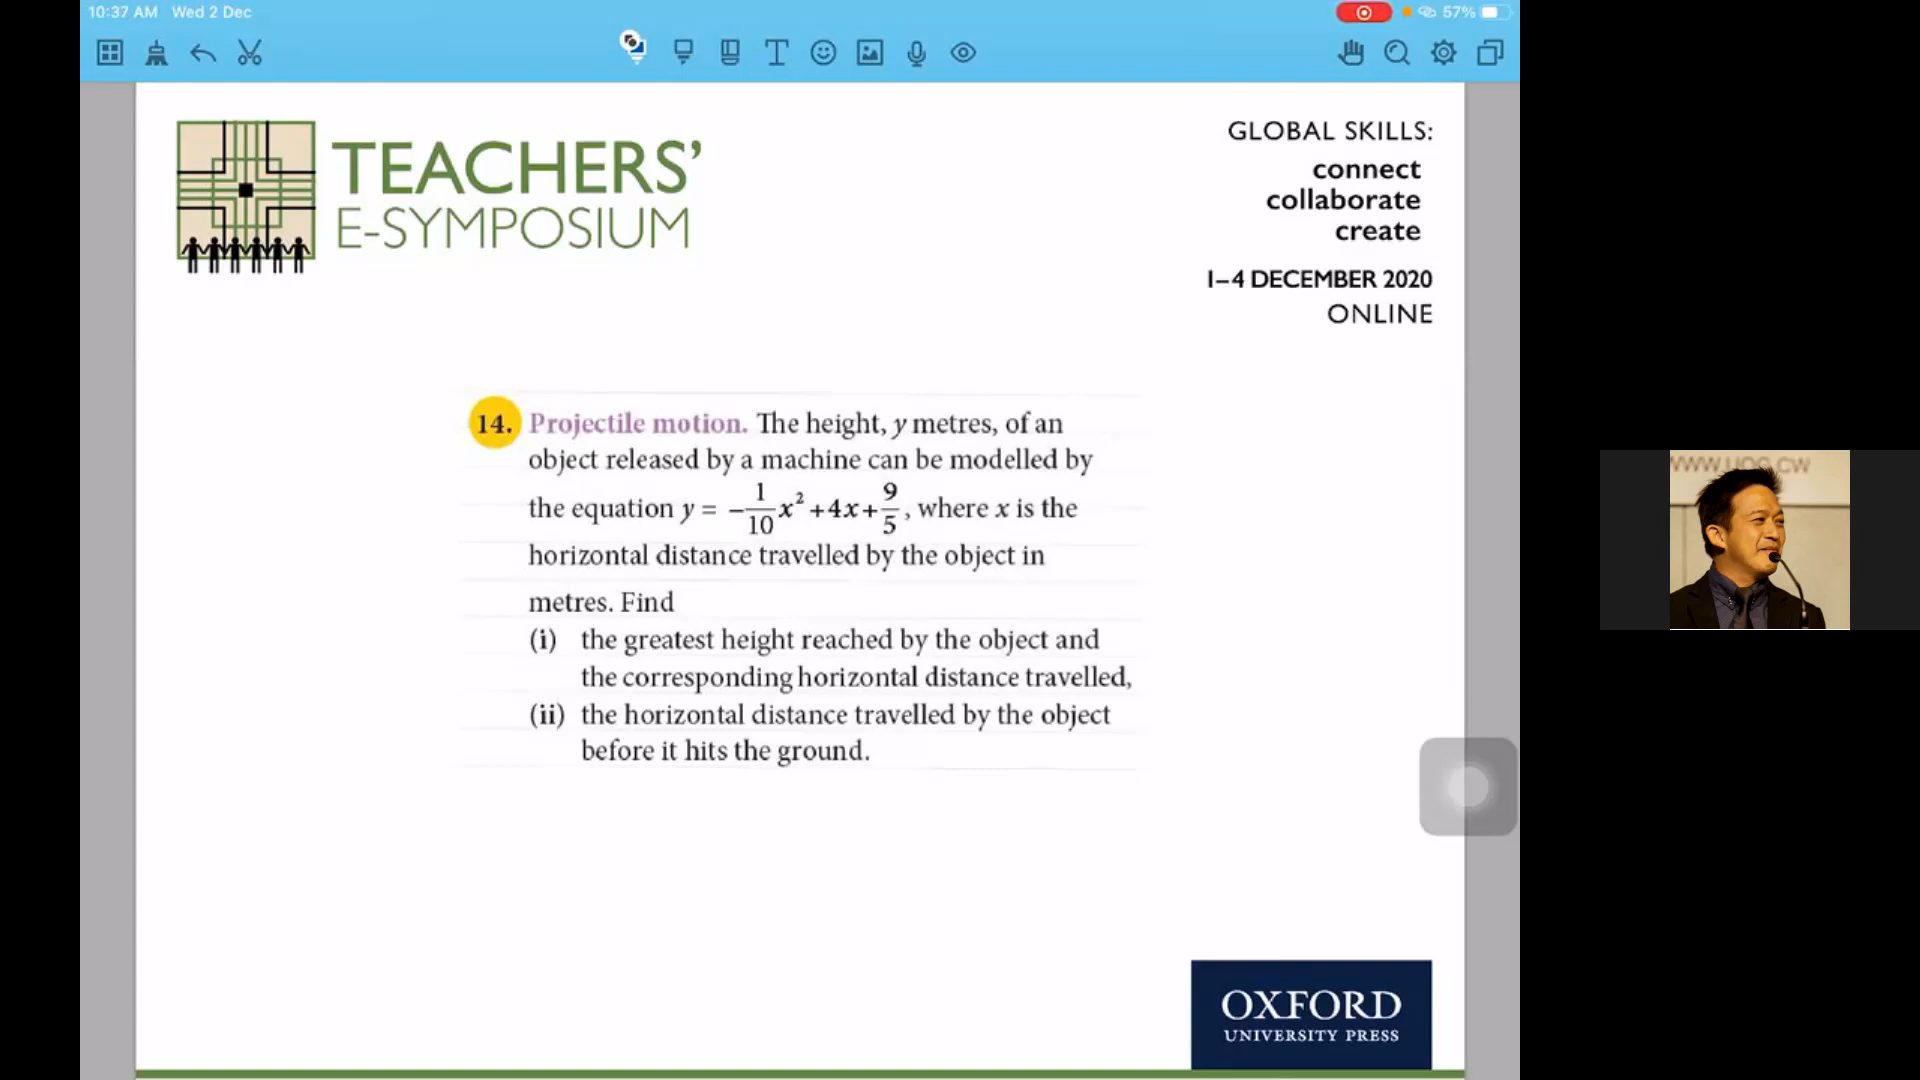 10:37 AM Wed 2 Dec
57%
TEACHERS’
E-SYMPOSIUM
GLOBAL SKILLS:
connect
collaborate
create
1–4 DECEMBER 2020
ONLINE
14. Projectile motion. The height, y metres, of an
object released by a machine can be modelled by
the equation y = -1/10 x² + 4x + 9/5, where x is the
horizontal distance travelled by the object in
metres. Find
(i) the greatest height reached by the object and
the corresponding horizontal distance travelled,
(ii) the horizontal distance travelled by the object
before it hits the ground.
OXFORD
UNIVERSITY PRESS